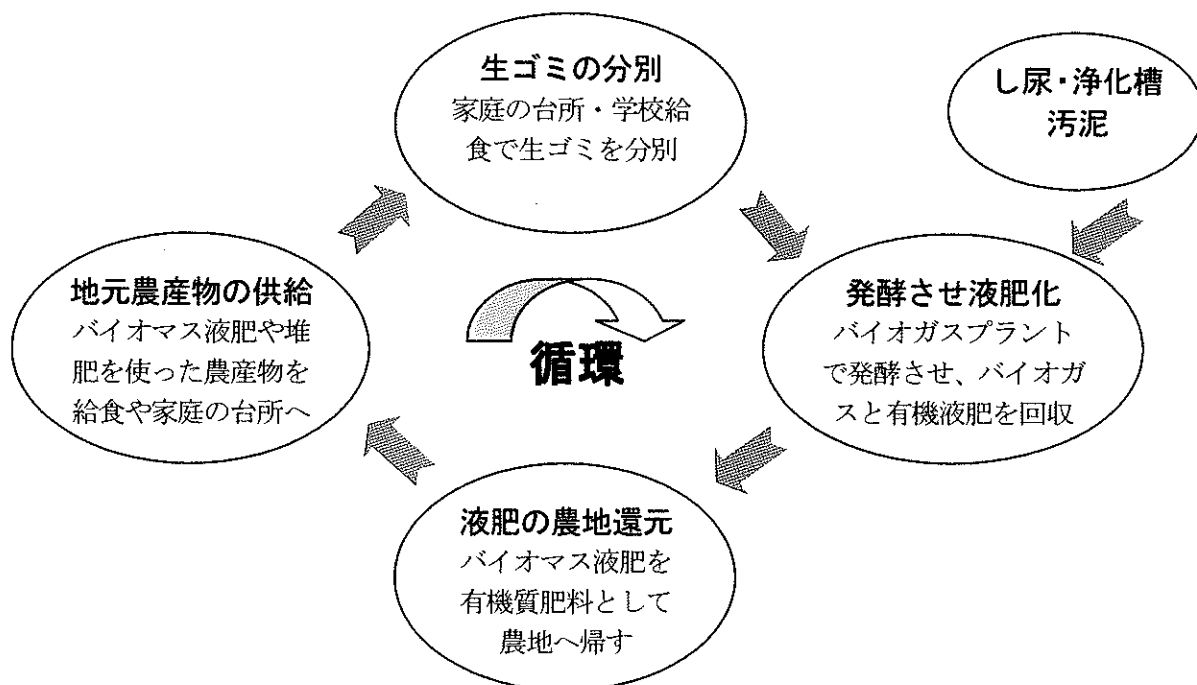 生ゴミの分別
家庭の台所・学校給
食で生ゴミを分別
し尿・浄化槽
汚泥
地元農産物の供給
バイオマス液肥や堆
肥を使った農産物を
給食や家庭の台所へ
循環
発酵させ液肥化
バイオガスプラント
で発酵させ、バイオガ
スと有機液肥を回収
液肥の農地還元
バイオマス液肥を
有機質肥料として
農地へ帰す